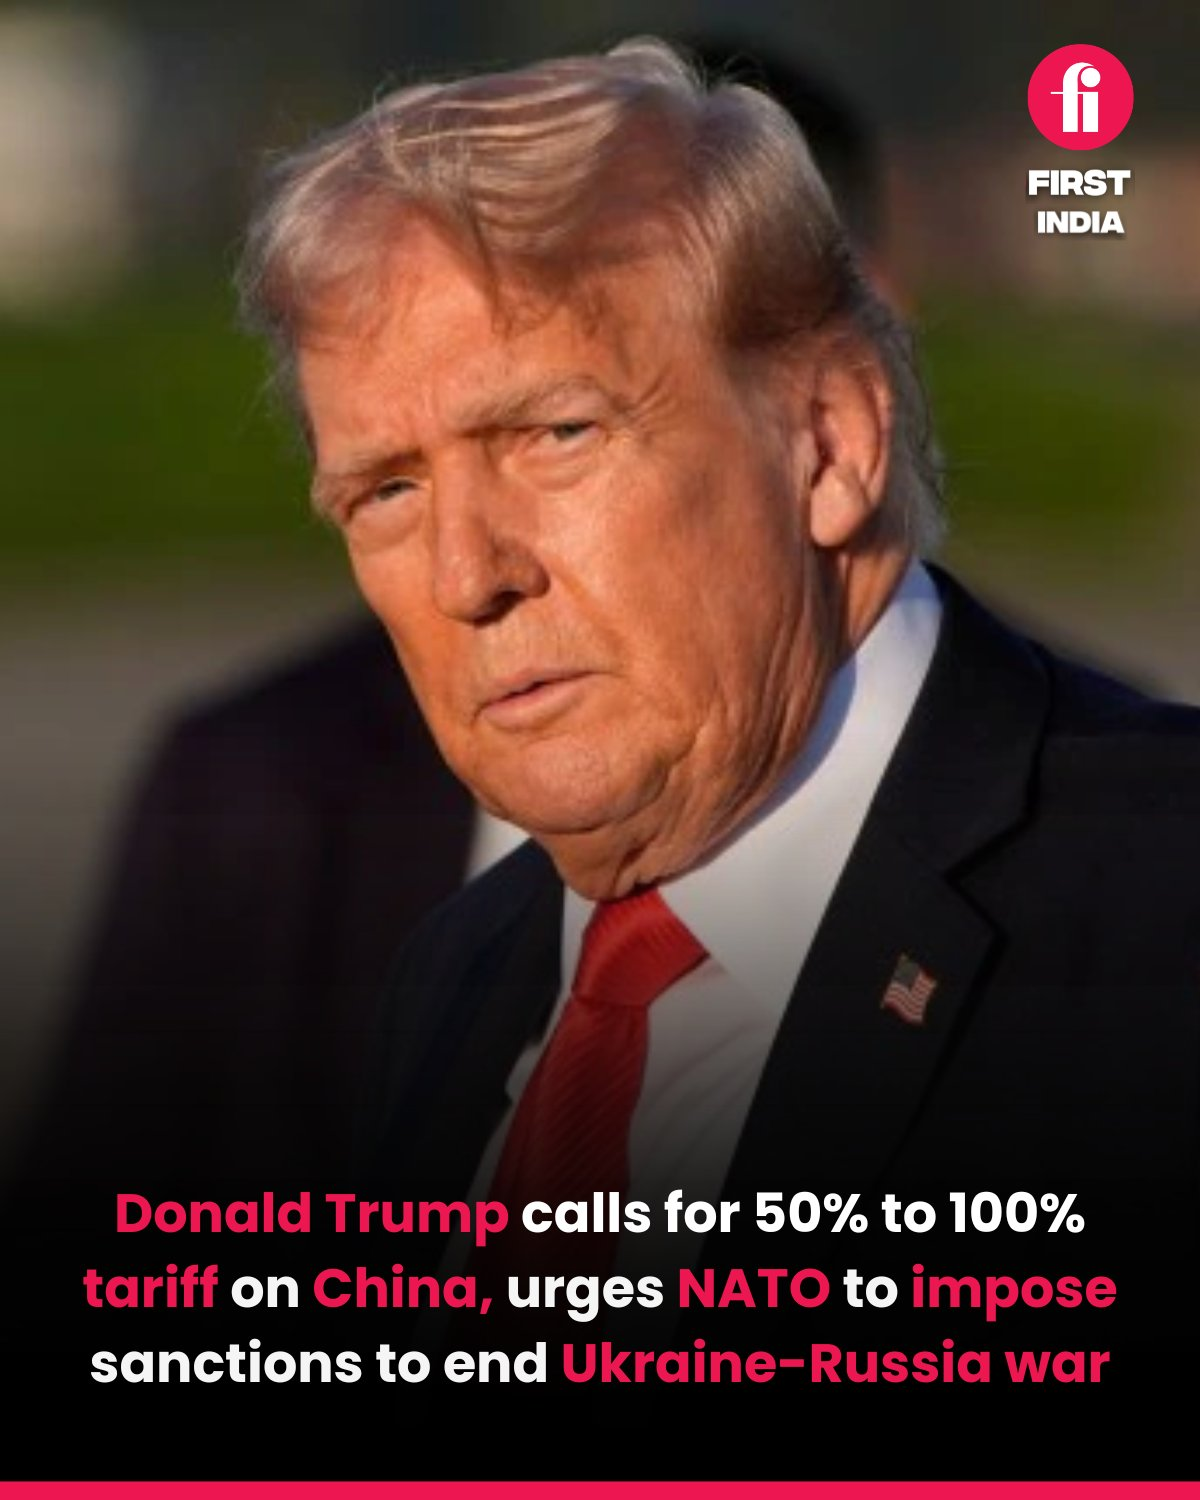 fi
FIRST
INDIA
Donald Trump calls for 50% to 100%
tariff on China, urges NATO to impose
sanctions to end Ukraine-Russia war